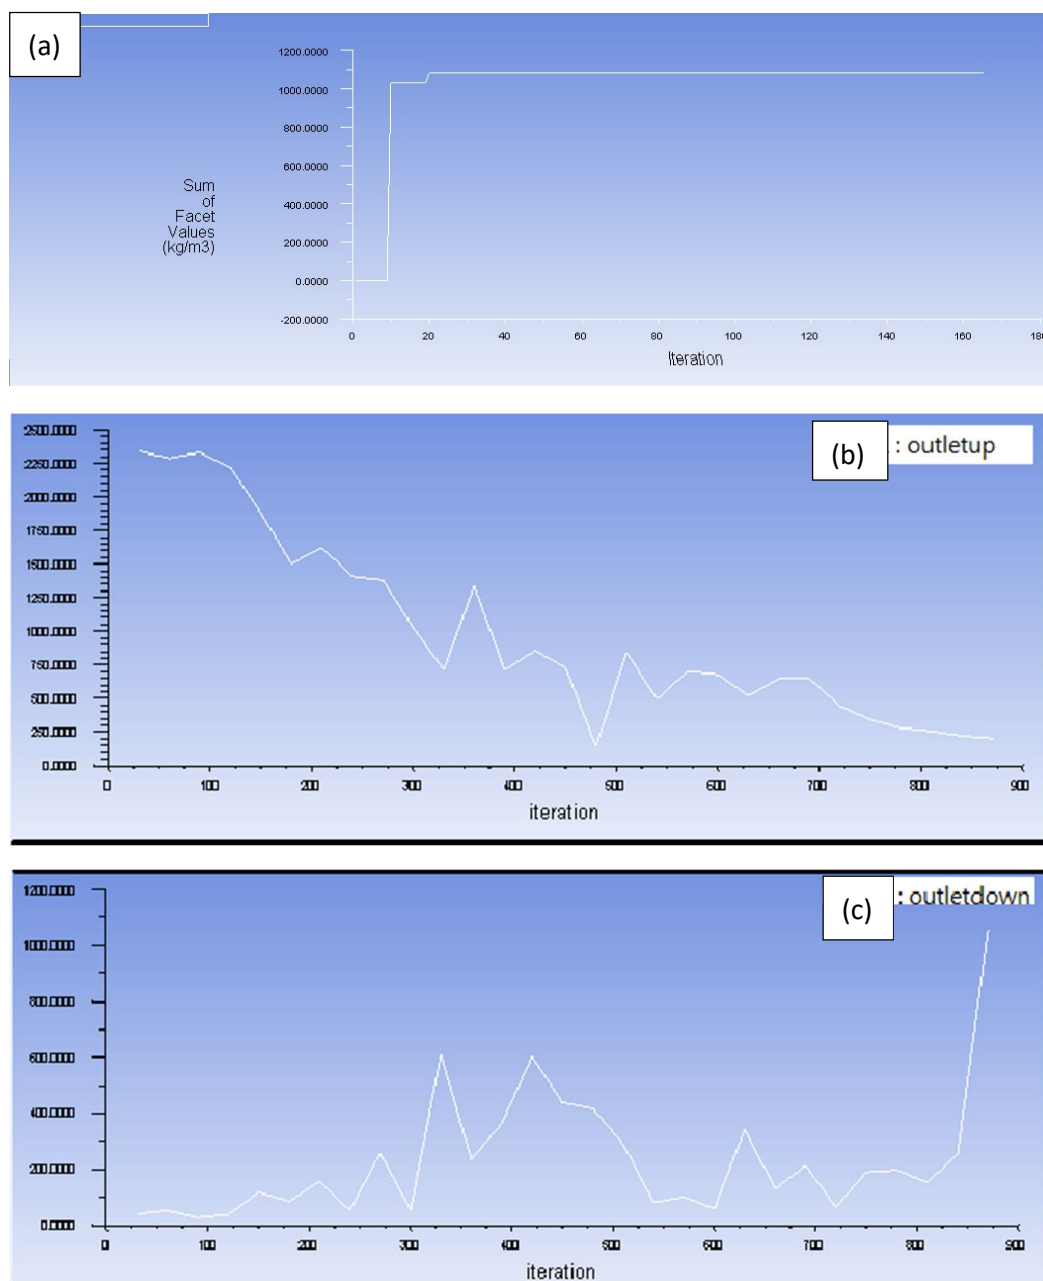 (a)
1200.0000
1000.0000
800.0000
600.0000
400.0000
200.0000
0.0000
-200.0000
Sum
of
Facet
Values
(kg/m3)
0 20 40 60 80 100 120 140 160 180
Iteration
(b)
: outletup
2500.0000
2250.0000
2000.0000
1750.0000
1500.0000
1250.0000
1000.0000
750.0000
500.0000
250.0000
0.0000
0 100 200 300 400 500 600 700 800 900
iteration
(c)
: outletdown
1200.0000
1000.0000
800.0000
600.0000
400.0000
200.0000
0.0000
0 100 200 300 400 500 600 700 800 900
iteration